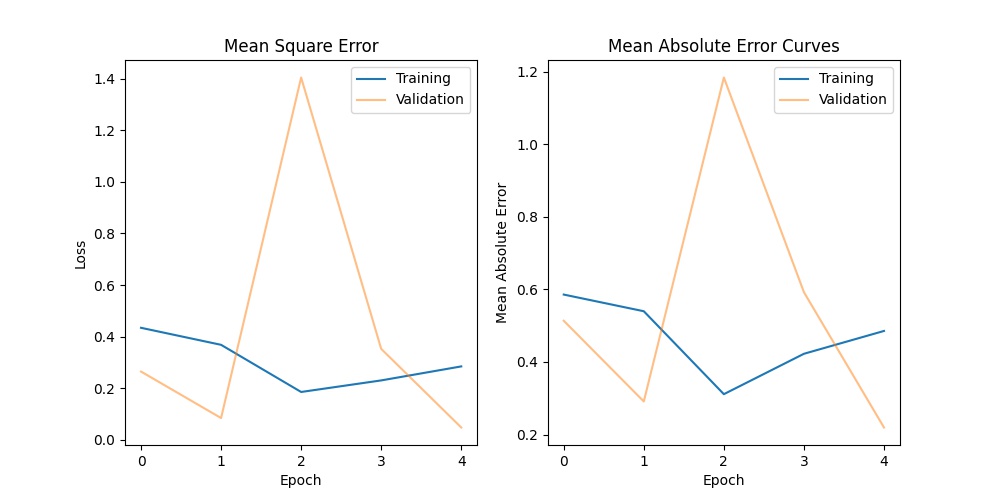 Mean Square Error
Training
Validation
1.4
1.2
1.0
0.8
0.6
0.4
0.2
0.0
Loss
0 1 2 3 4
Epoch
Mean Absolute Error Curves
Training
Validation
1.2
1.0
0.8
0.6
0.4
0.2
Mean Absolute Error
0 1 2 3 4
Epoch